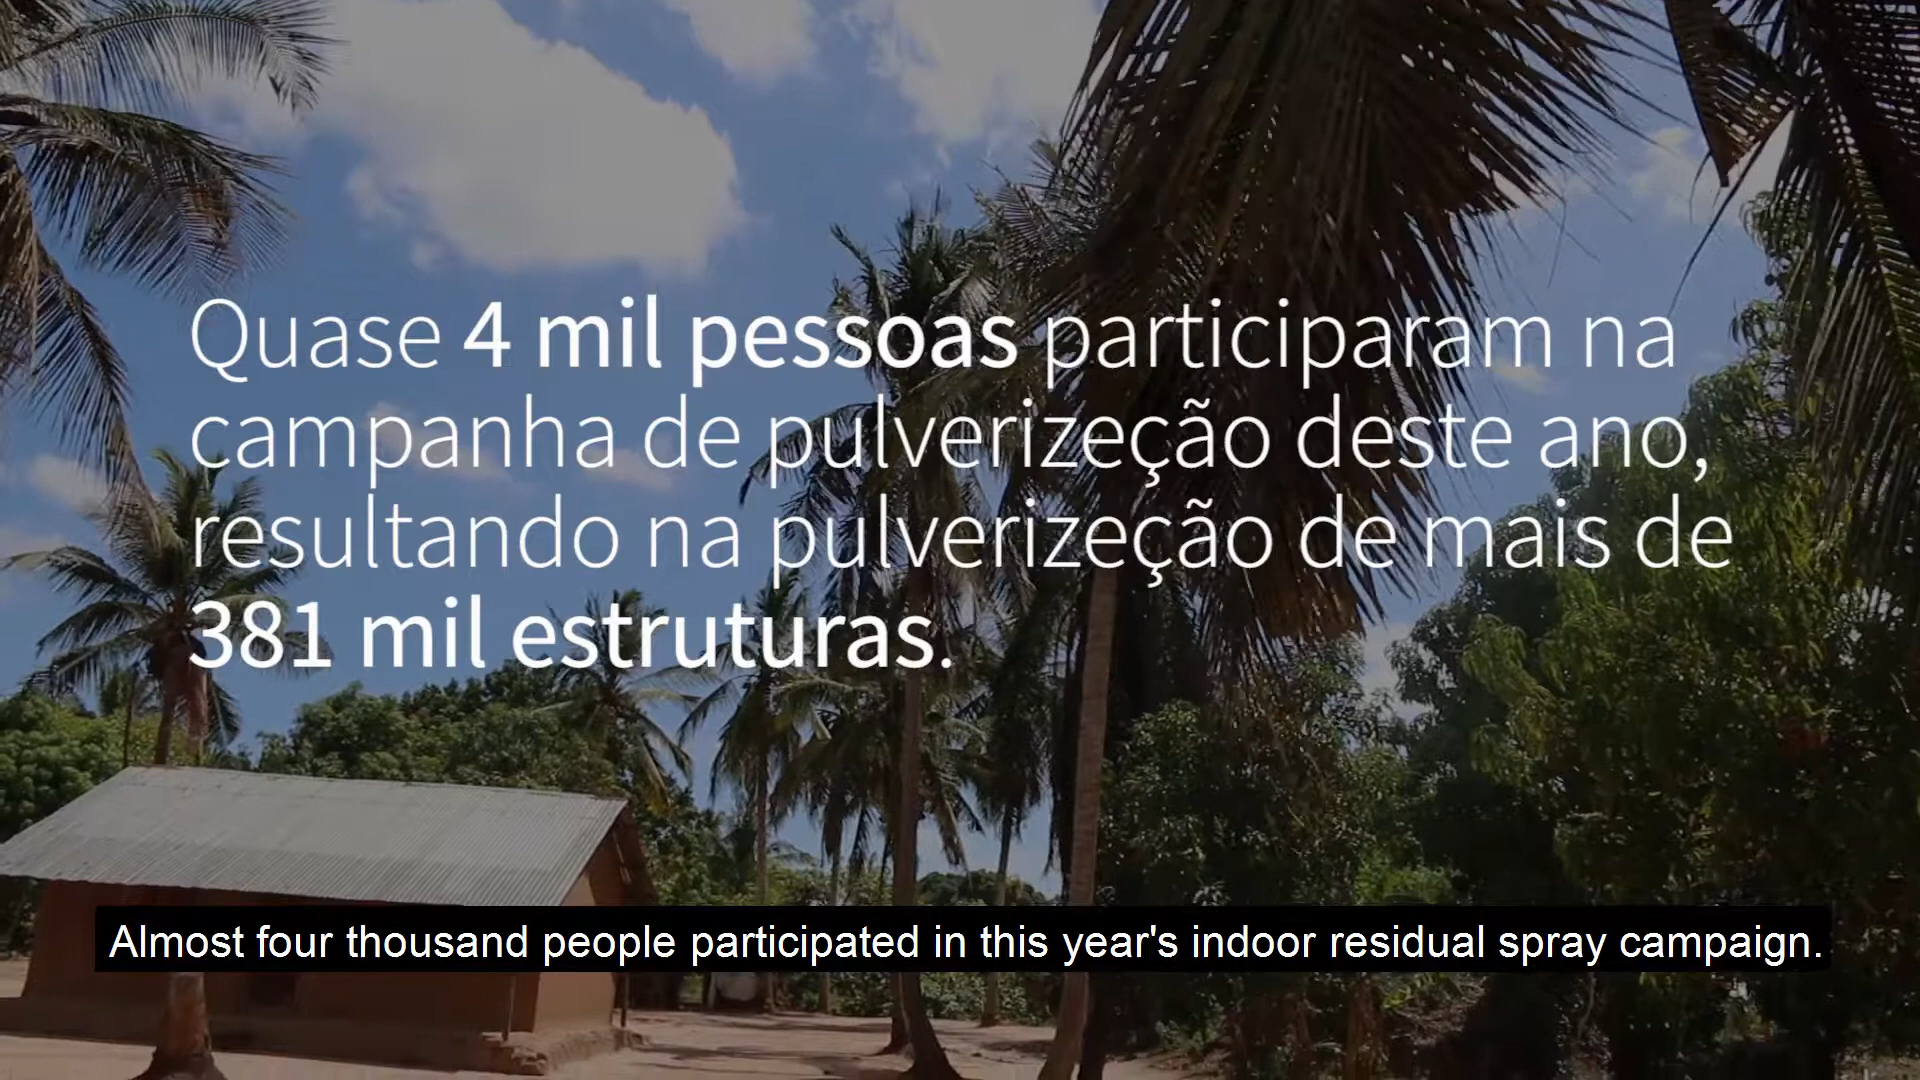 Quase 4 mil pessoas participaram na
campanha de pulverizeção deste ano,
resultando na pulverizeção de mais de
381 mil estruturas.
Almost four thousand people participated in this year's indoor residual spray campaign.